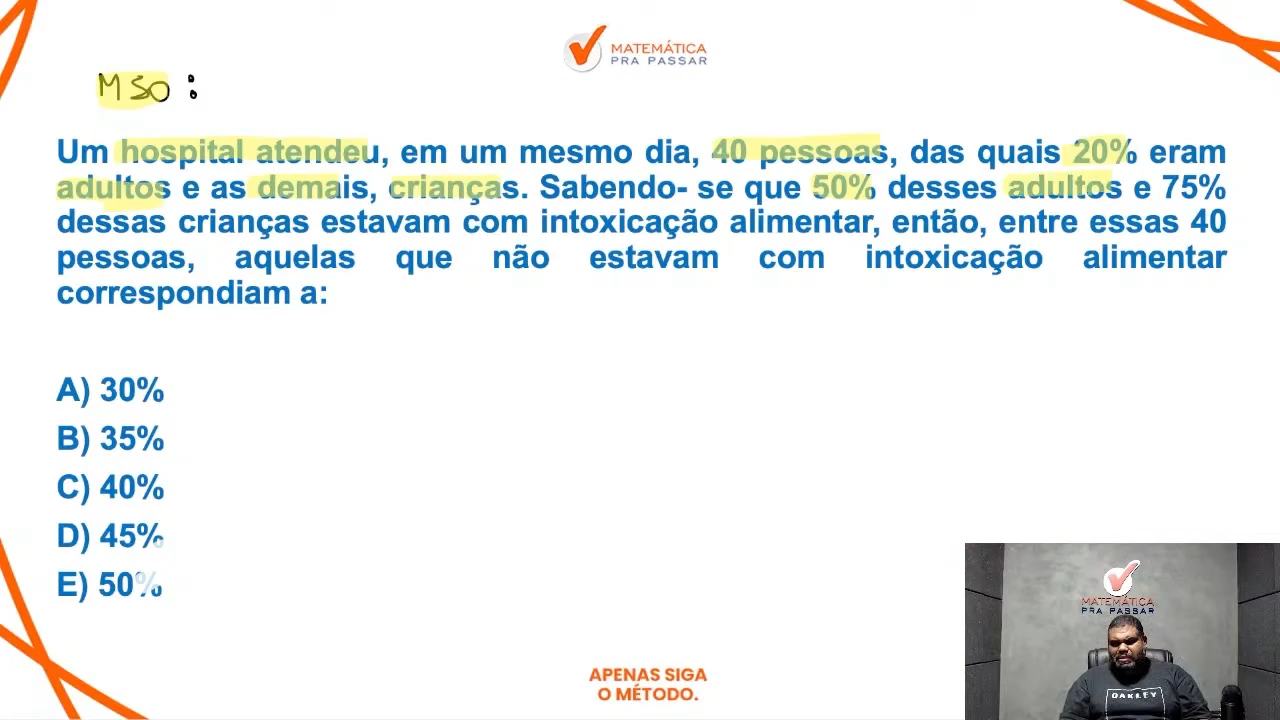 MATEMÁTICA
PRA PASSAR
MSO :
Um hospital atendeu, em um mesmo dia, 40 pessoas, das quais 20% eram
adultos e as demais, crianças. Sabendo- se que 50% desses adultos e 75%
dessas crianças estavam com intoxicação alimentar, então, entre essas 40
pessoas, aquelas que não estavam com intoxicação alimentar
correspondiam a:
A) 30%
B) 35%
C) 40%
D) 45%
E) 50%
MATEMÁTICA
PRA PASSAR
OAKLEY
APENAS SIGA
O MÉTODO.